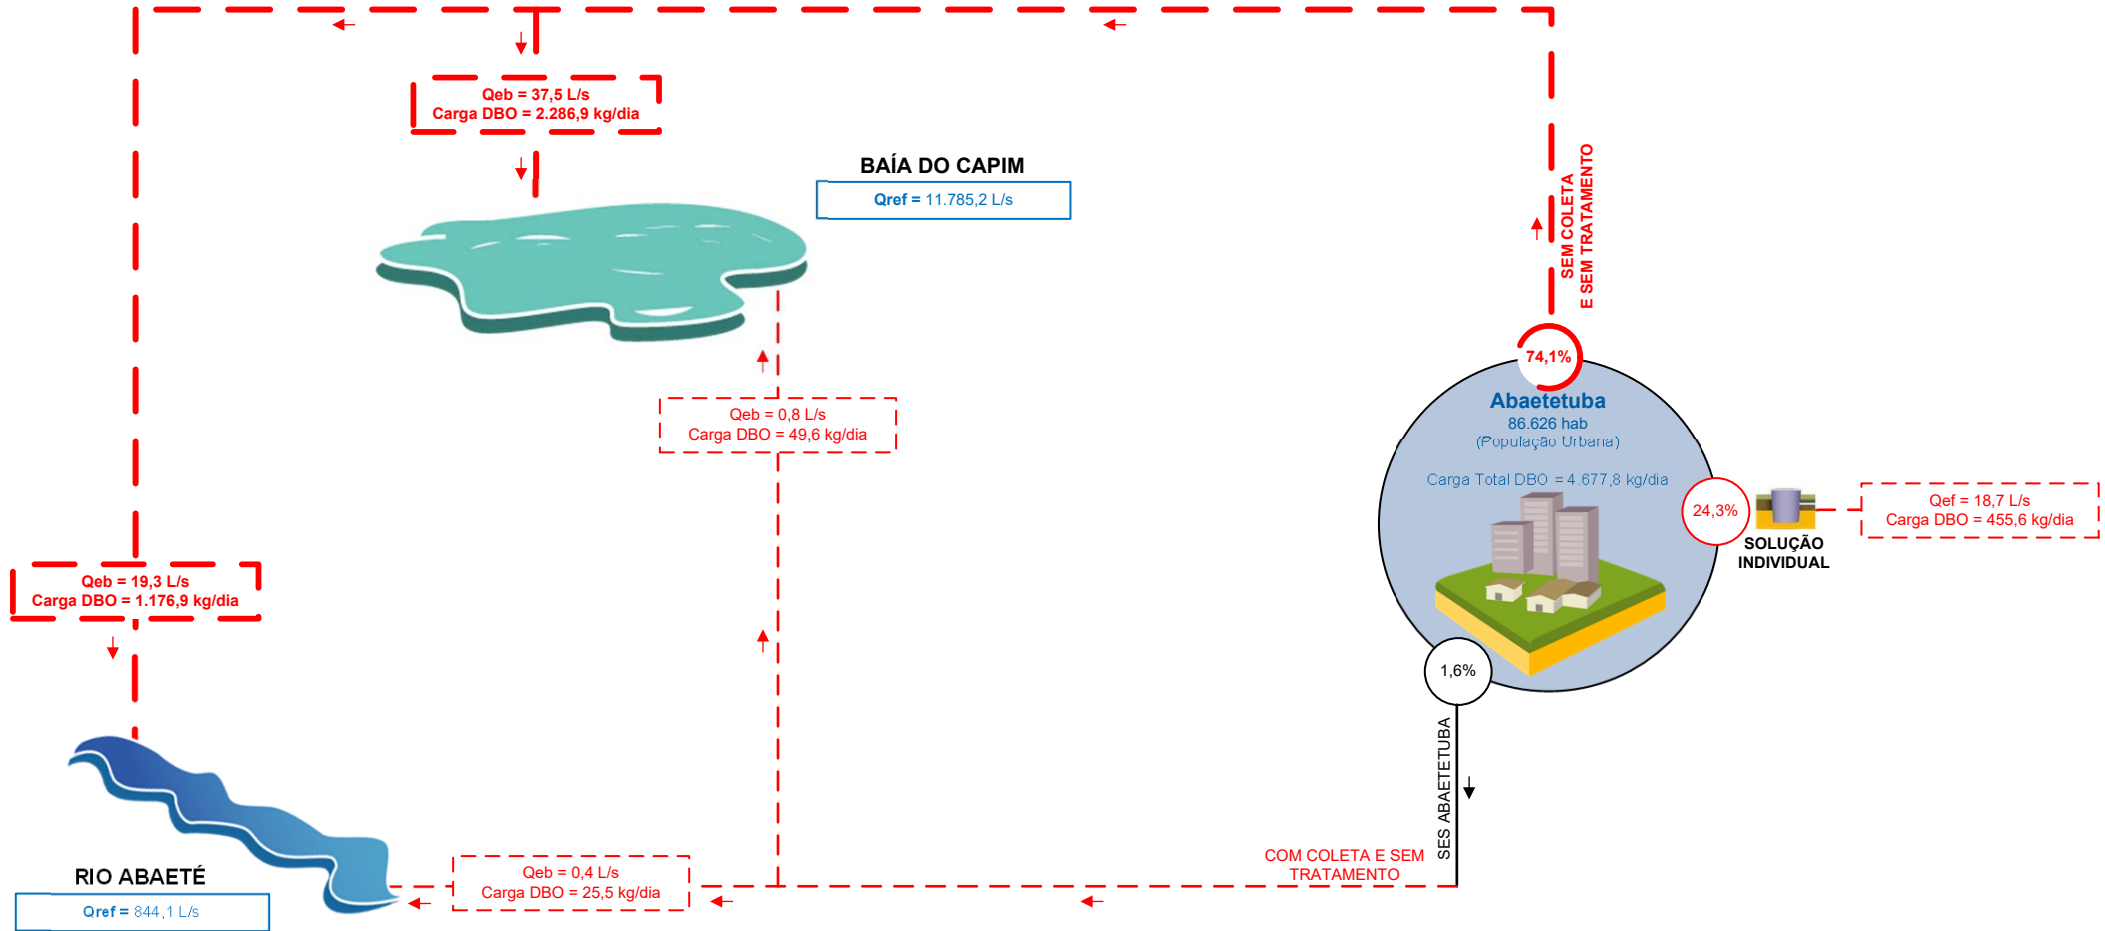 Qeb = 37,5 L/s
Carga DBO = 2.286,9 kg/dia
BAÍA DO CAPIM
Qref = 11.785,2 L/s
SEM COLETA
E SEM TRATAMENTO
74,1%
Abaetetuba
86.626 hab
(População Urbana)
Carga Total DBO = 4.677,8 kg/dia
Qeb = 0,8 L/s
Carga DBO = 49,6 kg/dia
24,3%
SOLUÇÃO
INDIVIDUAL
Qef = 18,7 L/s
Carga DBO = 455,6 kg/dia
Qeb = 19,3 L/s
Carga DBO = 1.176,9 kg/dia
1,6%
SES ABAETETUBA
COM COLETA E SEM
TRATAMENTO
RIO ABAETÉ
Qref = 844,1 L/s
Qeb = 0,4 L/s
Carga DBO = 25,5 kg/dia